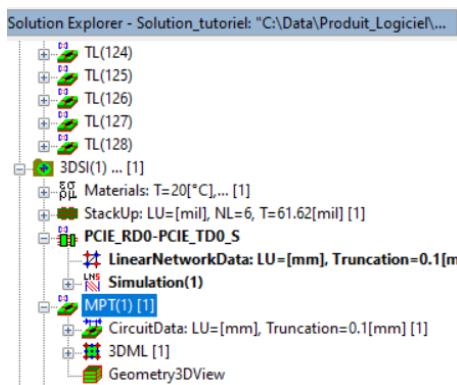 Solution Explorer - Solution_tutoriel: "C:\Data\Produit_Logiciel\...
TL(124)
TL(125)
TL(126)
TL(127)
TL(128)
3DSI(1) ... [1]
Materials: T=20[°C],... [1]
StackUp: LU=[mil], NL=6, T=61.62[mil] [1]
PCIE_RD0-PCIE_TD0_S
LinearNetworkData: LU=[mm], Truncation=0.1[m
LNS
Simulation(1)
MPT(1) [1]
CircuitData: LU=[mm], Truncation=0.1[mm] [1]
3DML [1]
Geometry3DView